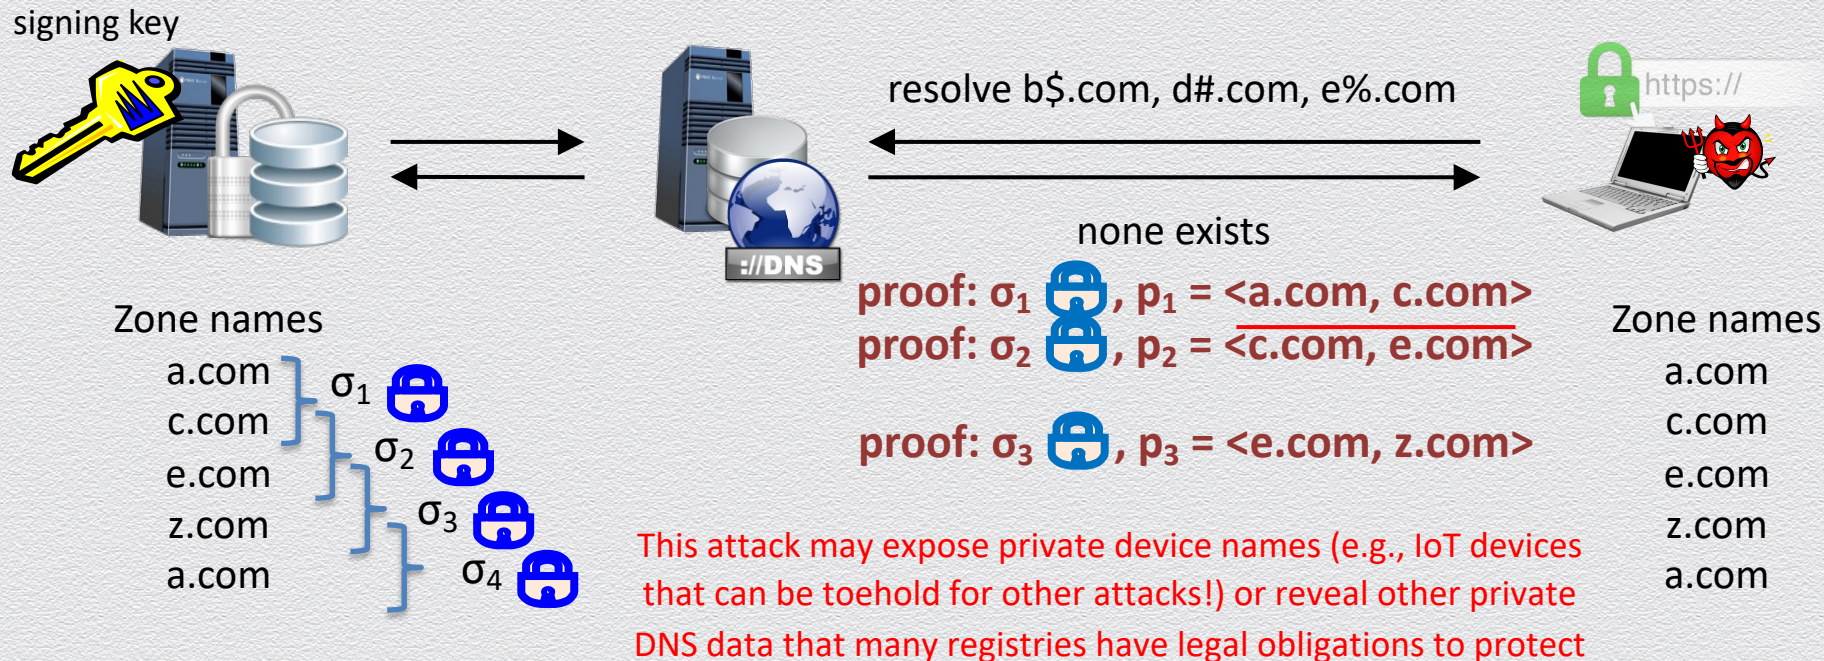 signing key
resolve b$.com, d#.com, e%.com
https://
://DNS
none exists
proof: σ₁ , p₁ = <a.com, c.com>
proof: σ₂ , p₂ = <c.com, e.com>
proof: σ₃ , p₃ = <e.com, z.com>
Zone names
a.com
c.com
e.com
z.com
a.com
σ₁
σ₂
σ₃
σ₄
Zone names
a.com
c.com
e.com
z.com
a.com
This attack may expose private device names (e.g., IoT devices
that can be toehold for other attacks!) or reveal other private
DNS data that many registries have legal obligations to protect